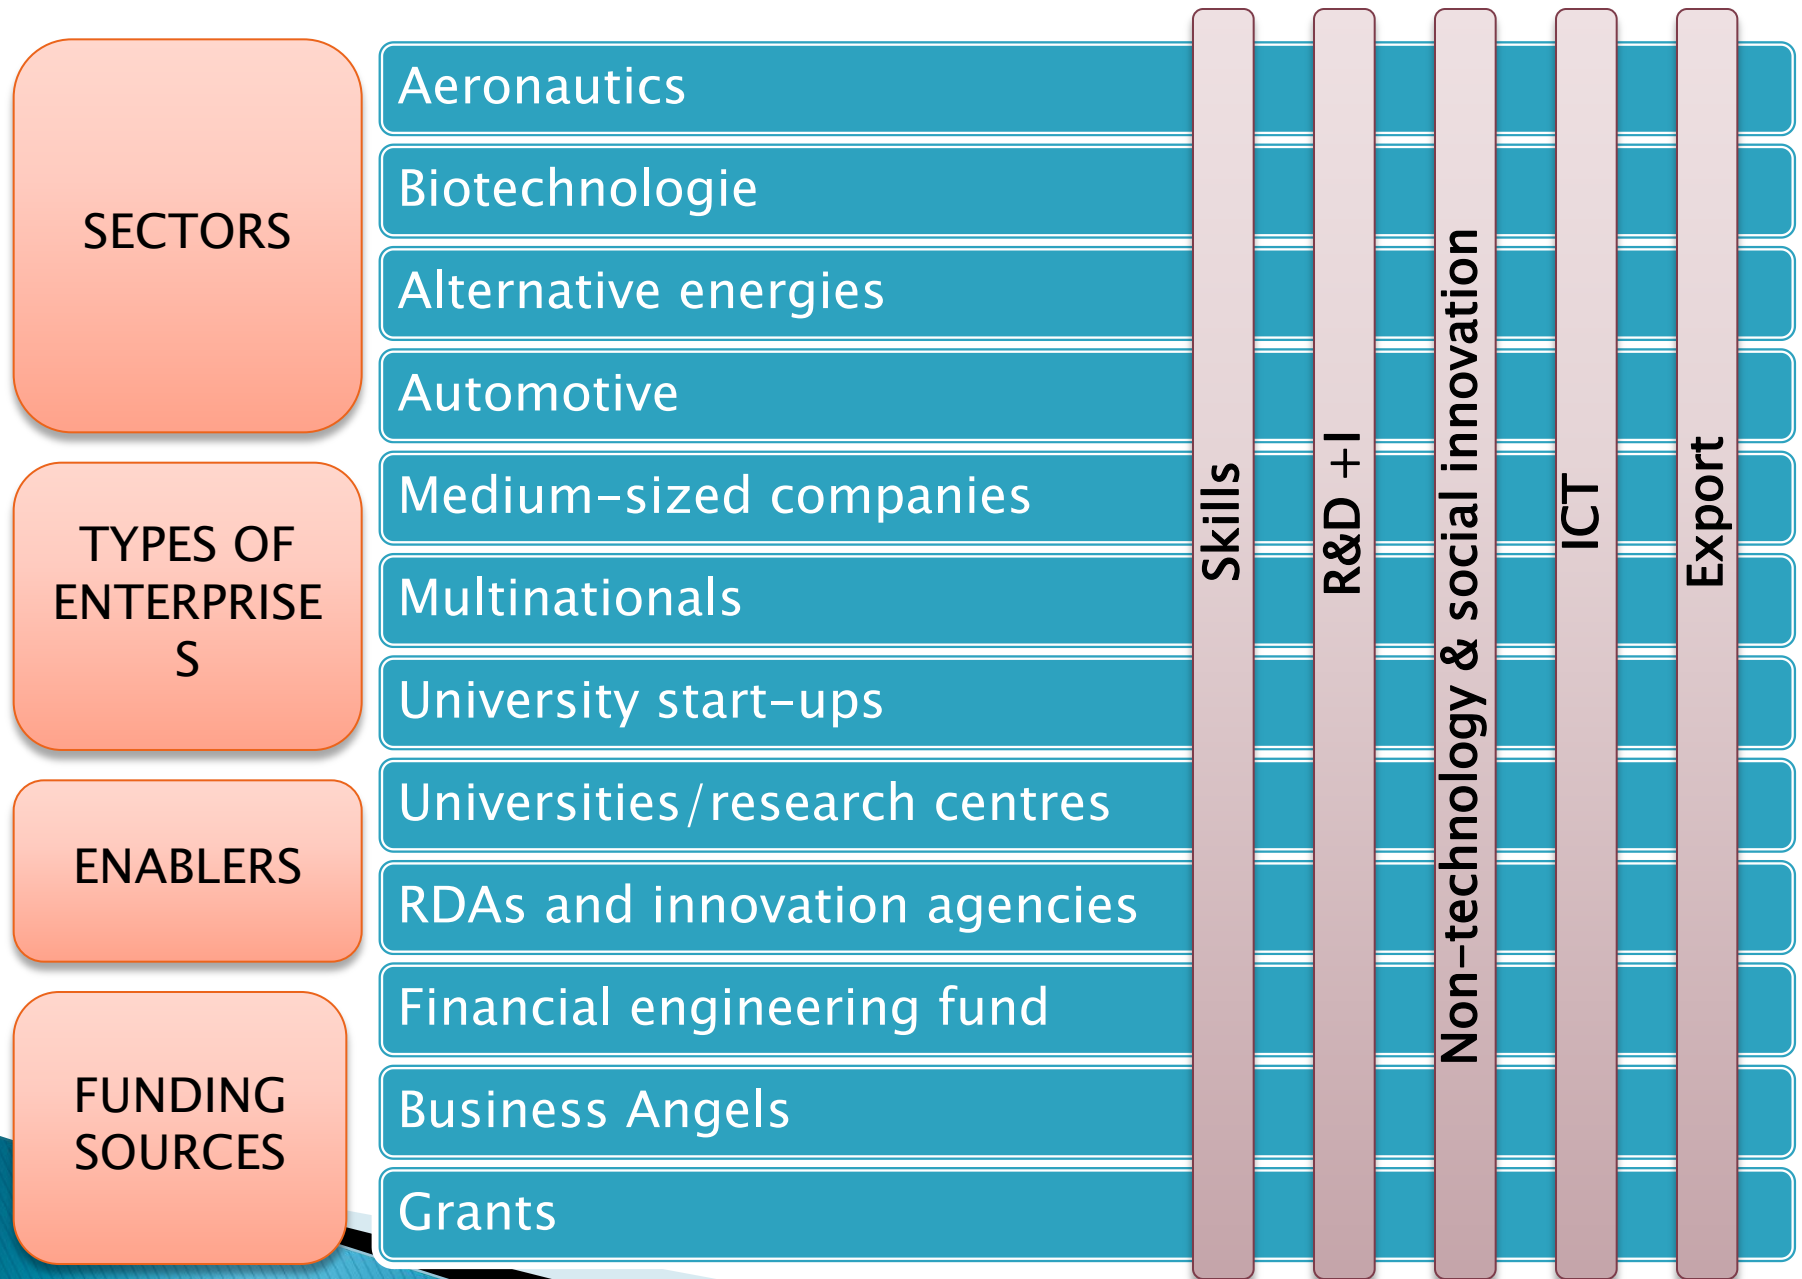 SECTORS
Aeronautics
Biotechnologie
Alternative energies
Automotive
TYPES OF
ENTERPRISE
S
Medium-sized companies
Multinationals
University start-ups
ENABLERS
Universities/research centres
RDAs and innovation agencies
FUNDING
SOURCES
Financial engineering fund
Business Angels
Grants
Skills
R&D +I
Non-technology & social innovation
ICT
Export